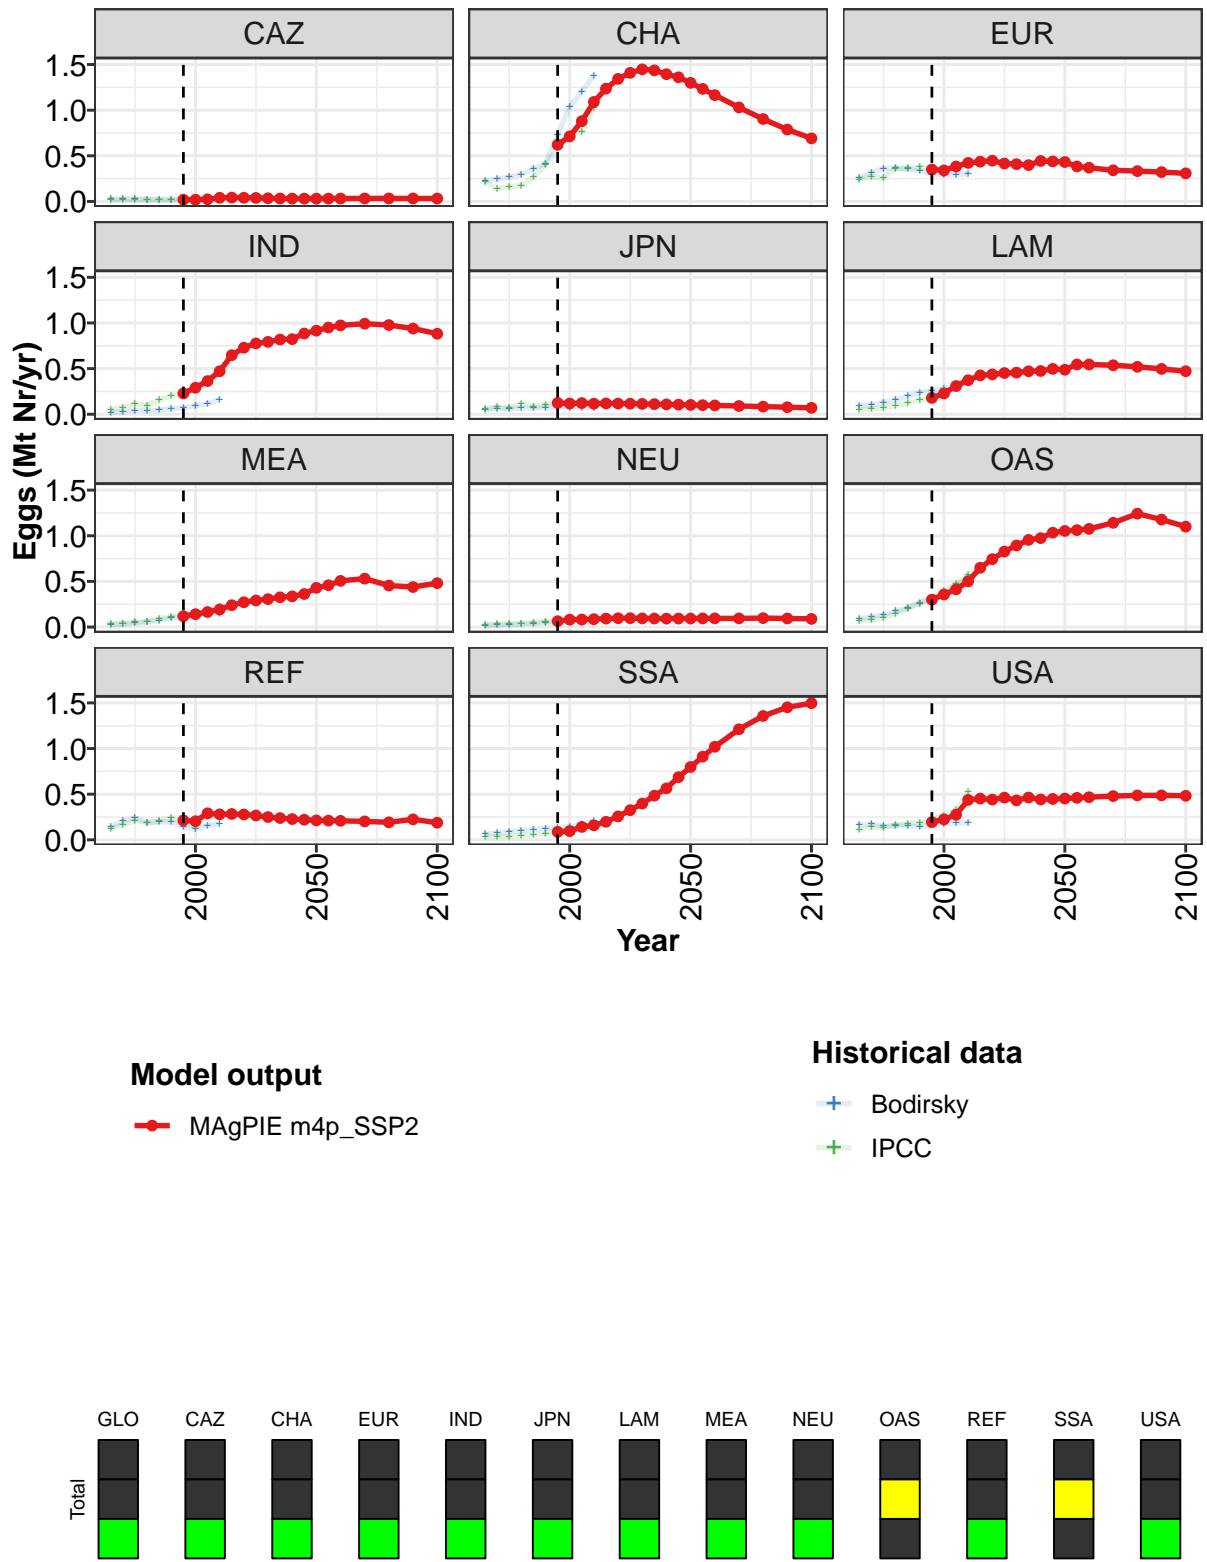 CAZ CHA EUR
1.5
1.0
0.5
0.0
IND JPN LAM
1.5
1.0
0.5
0.0
MEA NEU OAS
1.5
1.0
0.5
0.0
REF SSA USA
1.5
1.0
0.5
0.0
Eggs (Mt Nr/yr)
2000 2050 2100 2000 2050 2100 2000 2050 2100
Year
Model output
MAgPIE m4p_SSP2
Historical data
Bodirsky
IPCC
GLO CAZ CHA EUR IND JPN LAM MEA NEU OAS REF SSA USA
Total